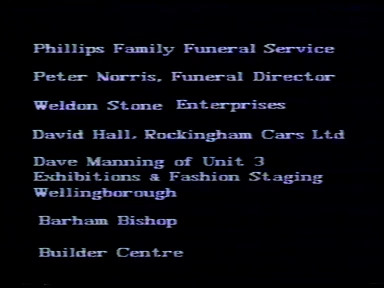 Phillips Family Funeral Service
Peter Norris, Funeral Director
Weldon Stone Enterprises
David Hall, Rockingham Cars Ltd
Dave Manning of Unit 3
Exhibitions & Fashion Staging
Wellingborough
Barham Bishop
Builder Centre